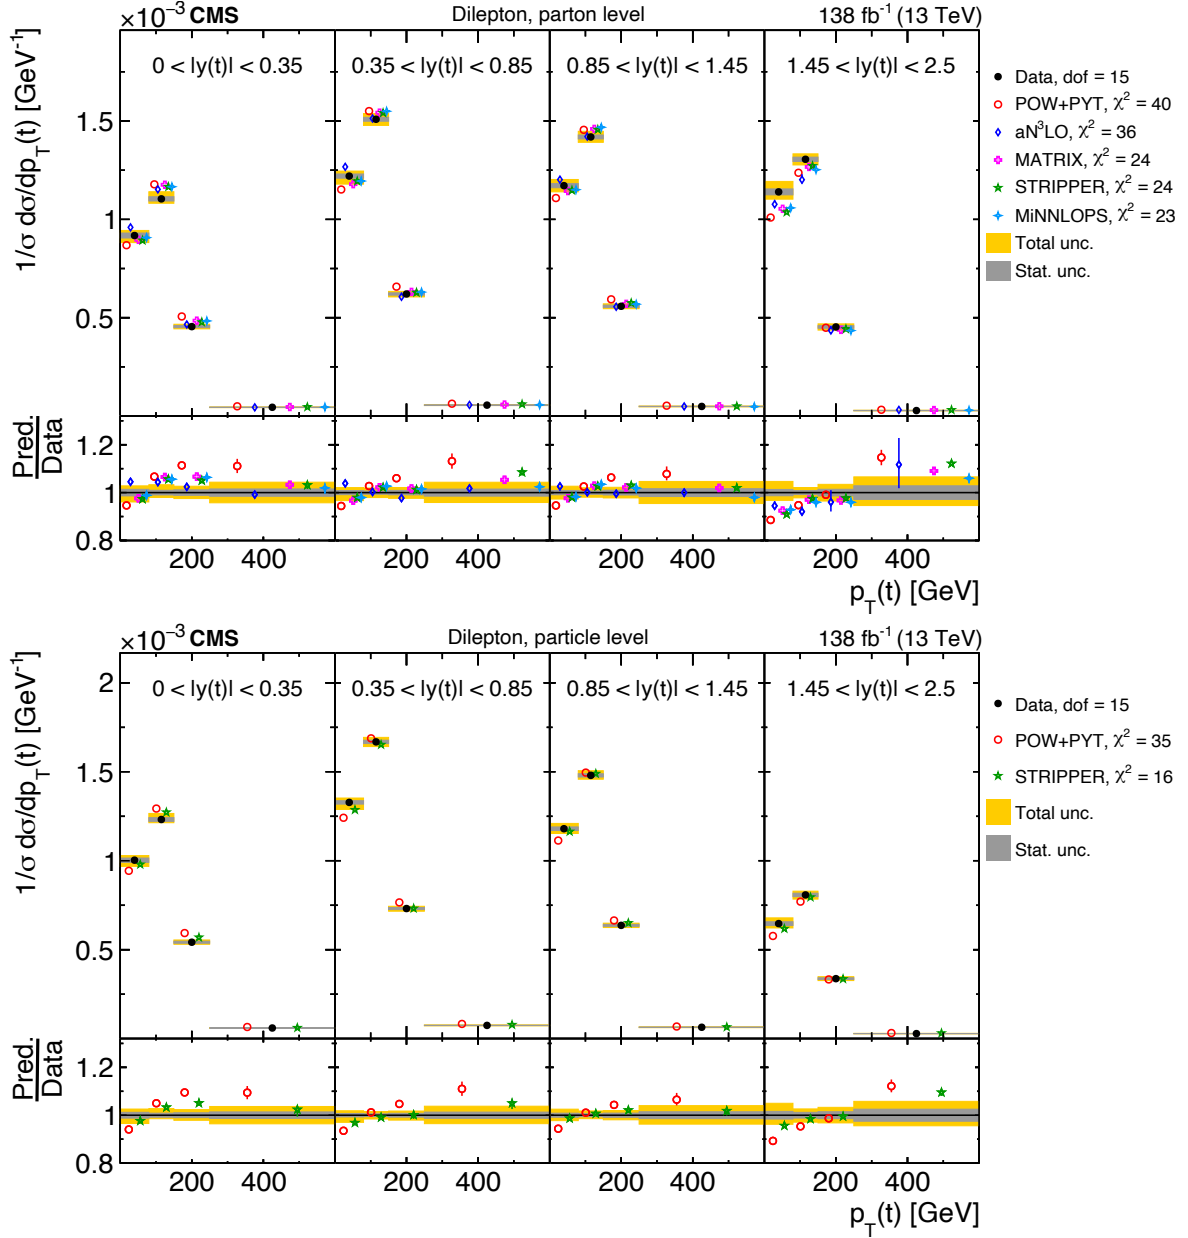 ×10⁻³ CMS Dilepton, parton level 138 fb⁻¹ (13 TeV)
0 < |y(t)| < 0.35 0.35 < |y(t)| < 0.85 0.85 < |y(t)| < 1.45 1.45 < |y(t)| < 2.5
1/σ dσ/dp_T(t) [GeV⁻¹]
1.5
1
0.5
Data, dof = 15
POW+PYT, χ² = 40
aN³LO, χ² = 36
MATRIX, χ² = 24
STRIPPER, χ² = 24
MiNNLOPS, χ² = 23
Total unc.
Stat. unc.
Pred.
Data
1.2
1
0.8
200 400 200 400 200 400 200 400
p_T(t) [GeV]
×10⁻³ CMS Dilepton, particle level 138 fb⁻¹ (13 TeV)
0 < |y(t)| < 0.35 0.35 < |y(t)| < 0.85 0.85 < |y(t)| < 1.45 1.45 < |y(t)| < 2.5
1/σ dσ/dp_T(t) [GeV⁻¹]
2
1.5
1
0.5
Data, dof = 15
POW+PYT, χ² = 35
STRIPPER, χ² = 16
Total unc.
Stat. unc.
Pred.
Data
1.2
1
0.8
200 400 200 400 200 400 200 400
p_T(t) [GeV]